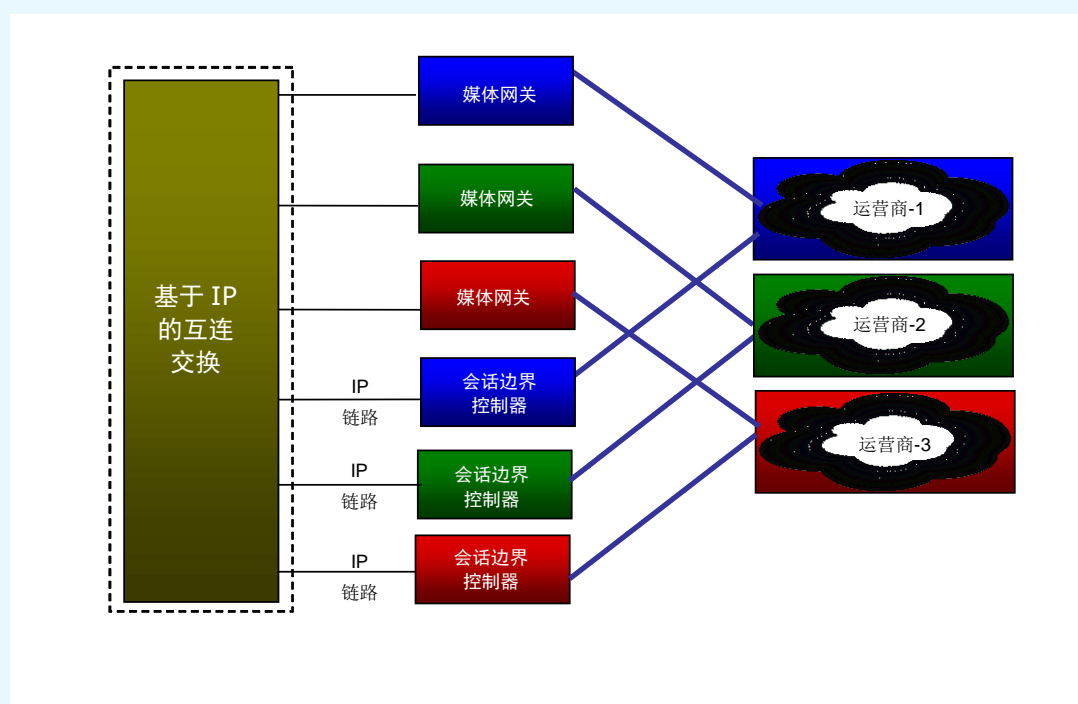 媒体网关
媒体网关
媒体网关
基于 IP
的互连
交换
IP
链路
会话边界
控制器
IP
链路
会话边界
控制器
IP
链路
会话边界
控制器
运营商-1
运营商-2
运营商-3